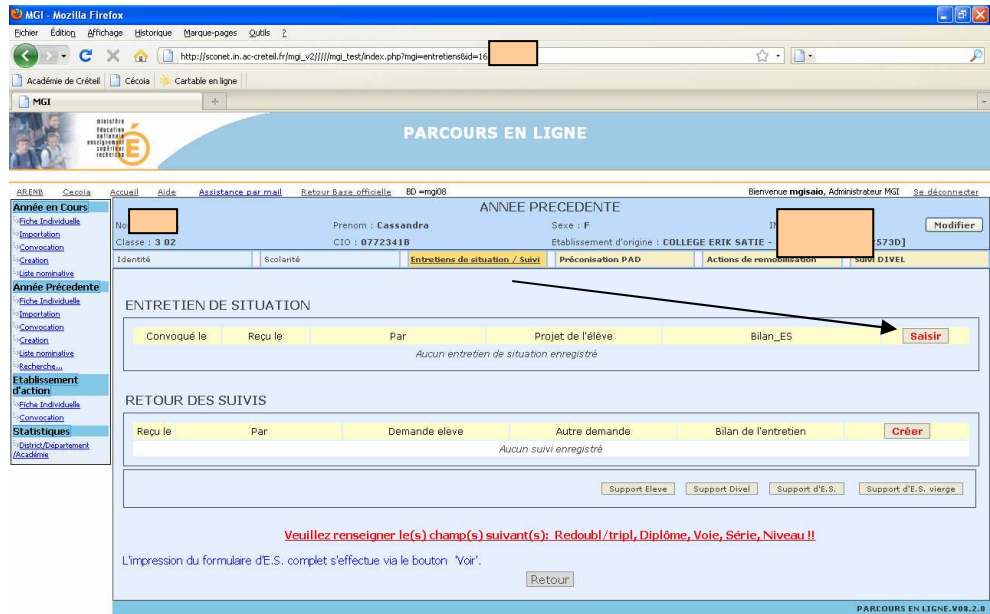 MGI - Mozilla Firefox
Fichier Édition Affichage Historique Marque-pages Outils ?
http://sconet.in.ac-creteil.fr/mgi_v2/////mgi_test/index.php?mgi=entretiens&id=16
Académie de Créteil Cécoia Cartable en ligne
MGI
PARCOURS EN LIGNE
ARENB Cecoia Accueil Aide Assistance par mail Retour Base officielle BD =mgi08 Bienvenue mgisaio, Administrateur MGI Se déconnecter
Année en Cours
Fiche Individuelle
Importation
Convocation
Creation
Liste nominative
Année Précedente
Fiche Individuelle
Importation
Convocation
Creation
Liste nominative
Recherche...
Etablissement d'action
Fiche Individuelle
Convocation
Statistiques
District/Département
/Académie
ANNEE PRECEDENTE
No Prenom : Cassandra Sexe : F Modifier
Classe : 3 02 CIO : 0772341B Etablissement d'origine : COLLEGE ERIK SATIE - 2573D]
Identité Scolarité Entretiens de situation / Suivi Préconisation PAD Actions de remobilisation Suivi DIVEL
ENTRETIEN DE SITUATION
Convoqué le Reçu le Par Projet de l'élève Bilan_ES Saisir
Aucun entretien de situation enregistré
RETOUR DES SUIVIS
Reçu le Par Demande eleve Autre demande Bilan de l'entretien Créer
Aucun suivi enregistré
Support Eleve Support Divel Support d'E.S. Support d'E.S. vierge
Veuillez renseigner le(s) champ(s) suivant(s): Redoubl/tripl, Diplôme, Voie, Série, Niveau !!
L'impression du formulaire d'E.S. complet s'effectue via le bouton 'Voir'.
Retour
PARCOURS EN LIGNE.V08.2.0